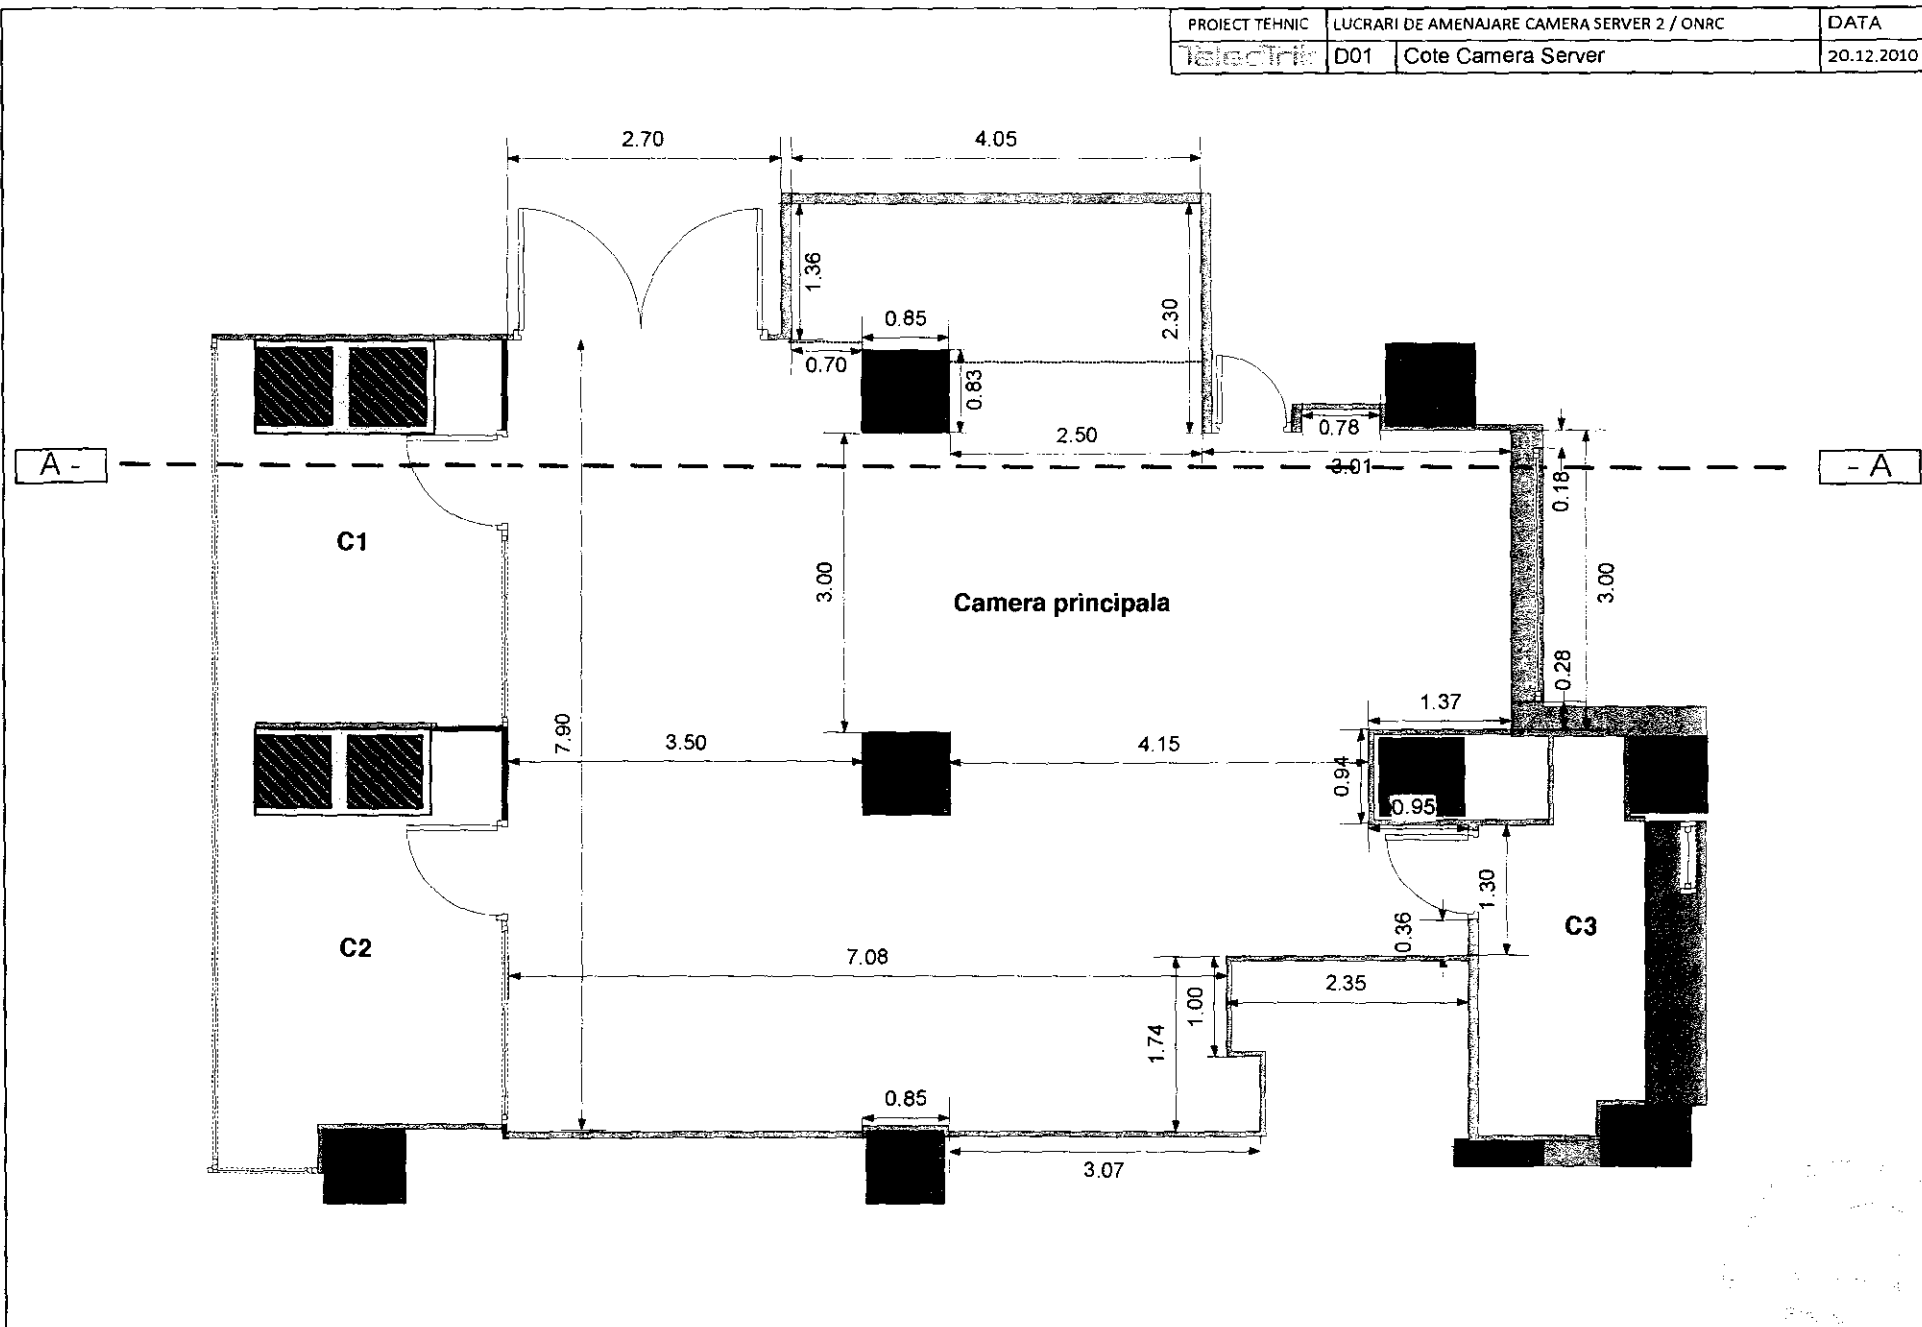 PROIECT TEHNIC
LUCRARI DE AMENAJARE CAMERA SERVER 2 / ONRC
DATA
TelecTrik
D01
Cote Camera Server
20.12.2010
2.70
4.05
1.36
2.30
0.85
0.70
0.83
0.78
2.50
3.01
A -
- A
0.18
C1
3.00
Camera principala
3.00
0.28
1.37
7.90
3.50
4.15
0.94
0.95
1.30
0.36
C3
C2
7.08
2.35
1.00
1.74
0.85
3.07